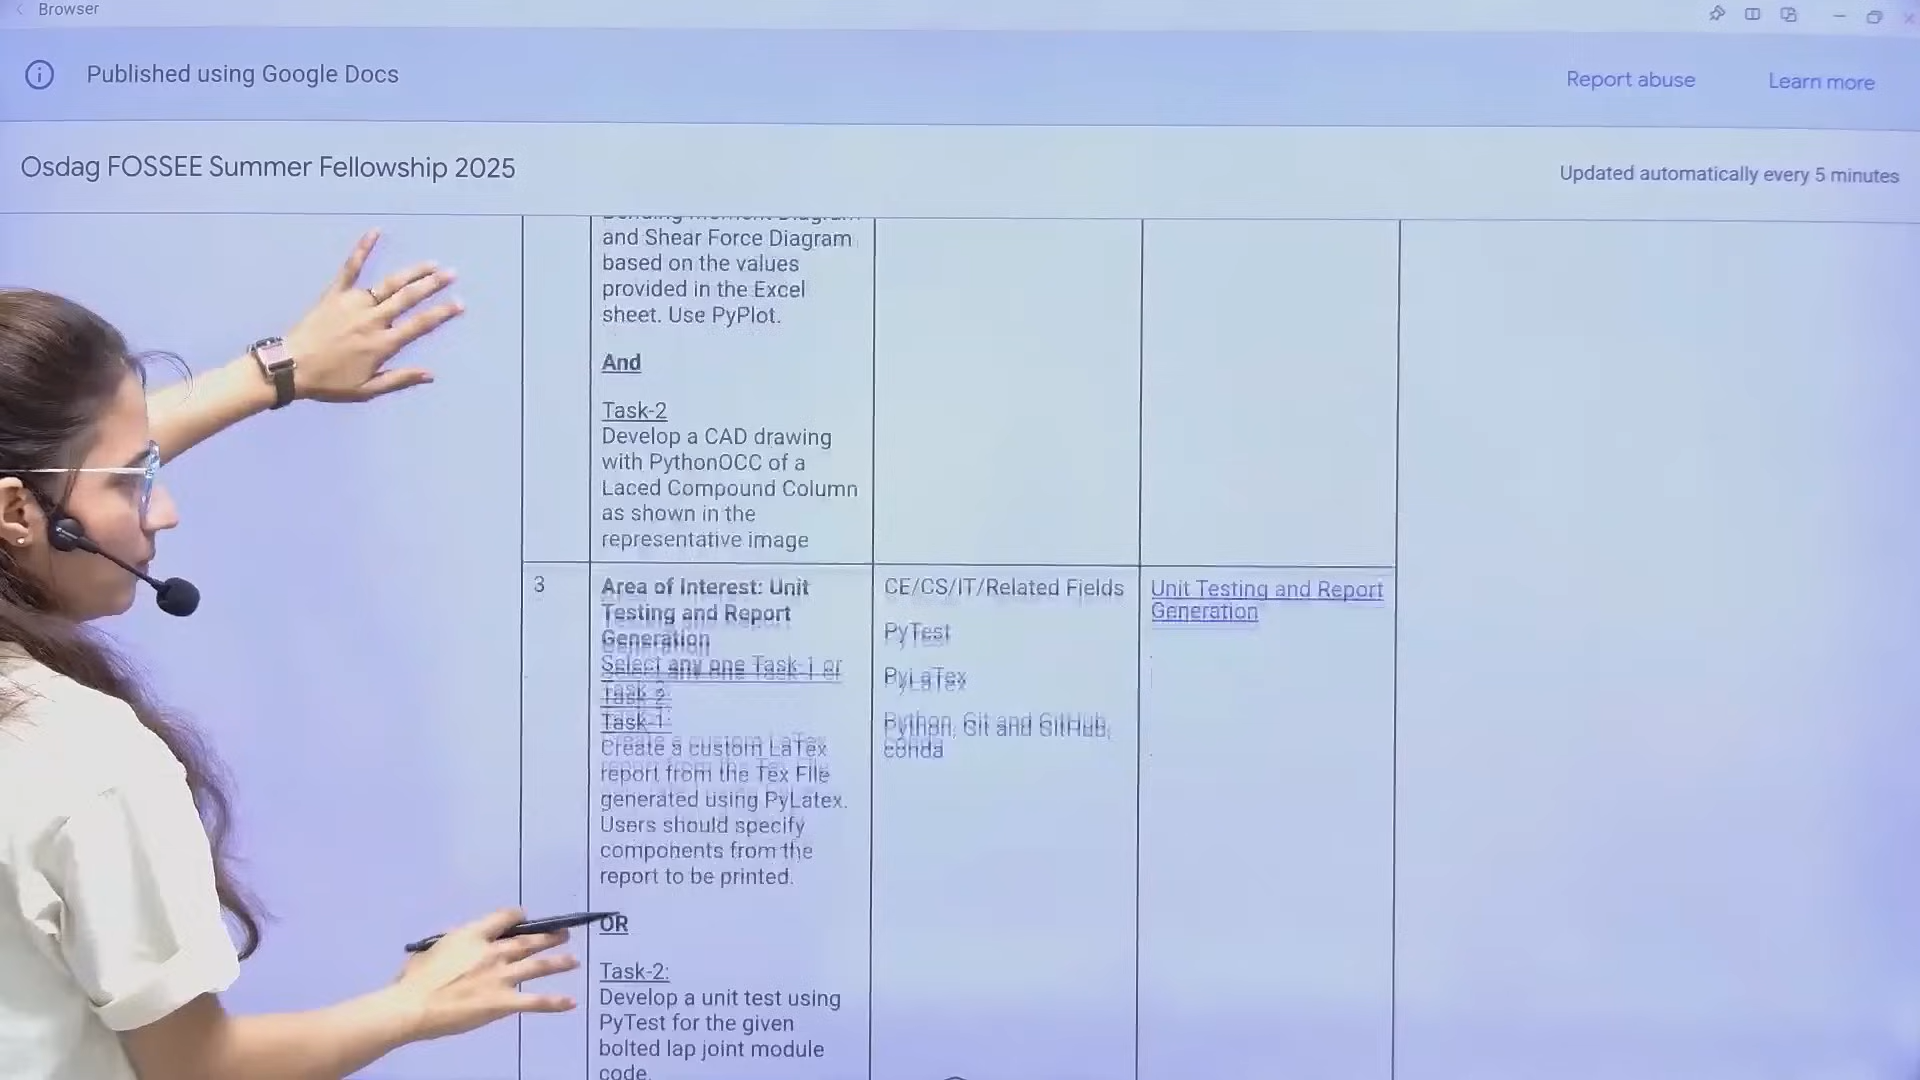 Browser
Published using Google Docs
Report abuse
Learn more
Osdag FOSSEE Summer Fellowship 2025
Updated automatically every 5 minutes
Bending Moment Diagram
and Shear Force Diagram
based on the values
provided in the Excel
sheet. Use PyPlot.
And
Task-2
Develop a CAD drawing
with PythonOCC of a
Laced Compound Column
as shown in the
representative image
3
Area of Interest: Unit
Testing and Report
Generation
Select any one Task-1 or
Task-2
Task-1:
Create a custom LaTex
report from the Tex File
generated using PyLatex.
Users should specify
components from the
report to be printed.
OR
Task-2:
Develop a unit test using
PyTest for the given
bolted lap joint module
code.
CE/CS/IT/Related Fields
PyTest
PyLaTex
Python, Git and GitHub,
conda
Unit Testing and Report
Generation